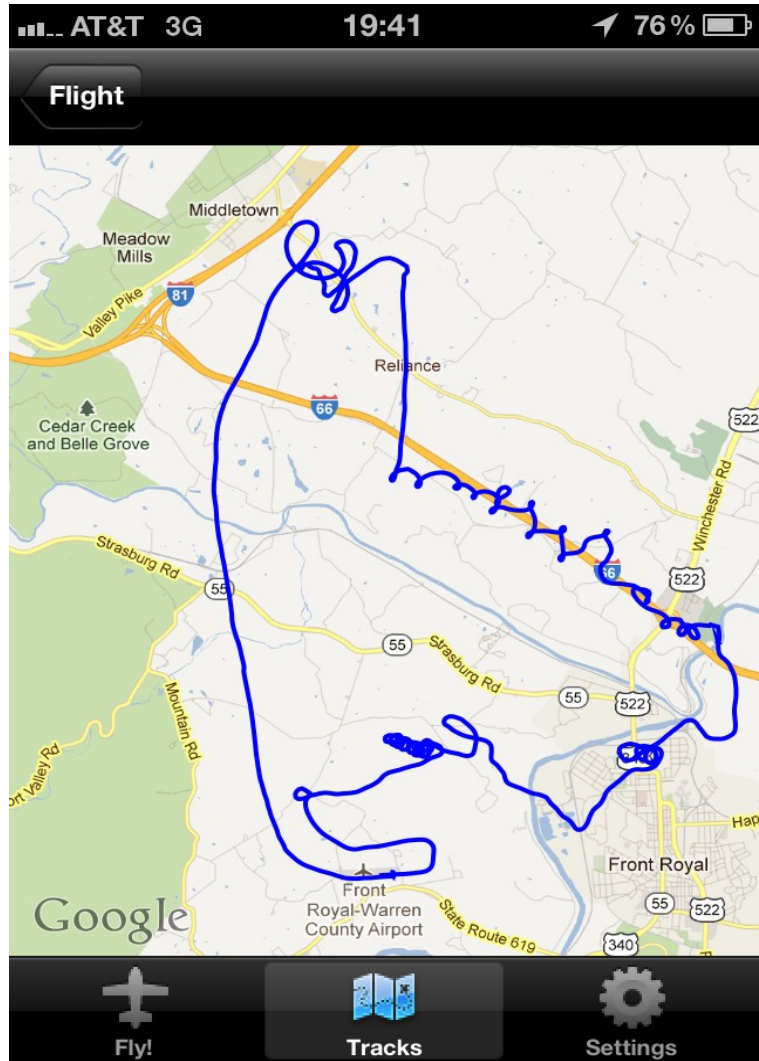 AT&T 3G 19:41 76%
Flight
Middletown
Meadow
Mills
81
Valley Pike
Reliance
66
522
Cedar Creek
and Belle Grove
Winchester Rd
Strasburg Rd
66
522
55
55
Strasburg Rd
55
522
Mountain Rd
ort Valley Rd
Hap
Front Royal
Front
Royal-Warren
County Airport
55
522
State Route 619
340
Google
Fly!
Tracks
Settings